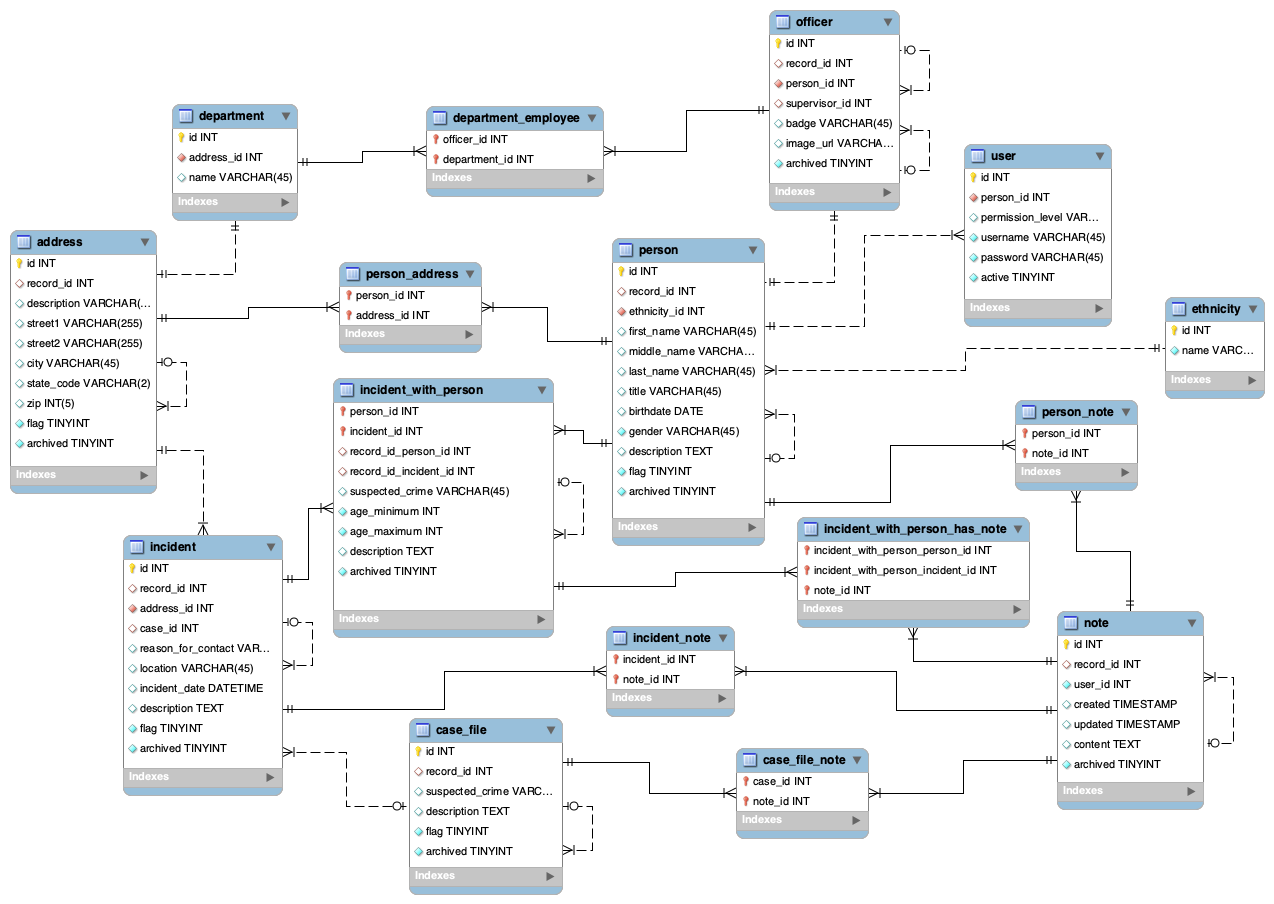 officer
id INT
record_id INT
person_id INT
supervisor_id INT
badge VARCHAR(45)
image_url VARCHA...
archived TINYINT
Indexes
department
id INT
address_id INT
name VARCHAR(45)
Indexes
department_employee
officer_id INT
department_id INT
Indexes
user
id INT
person_id INT
permission_level VAR...
username VARCHAR(45)
password VARCHAR(45)
active TINYINT
Indexes
address
id INT
record_id INT
description VARCHAR(...
street1 VARCHAR(255)
street2 VARCHAR(255)
city VARCHAR(45)
state_code VARCHAR(2)
zip INT(5)
flag TINYINT
archived TINYINT
Indexes
person_address
person_id INT
address_id INT
Indexes
person
id INT
record_id INT
ethnicity_id INT
first_name VARCHAR(45)
middle_name VARCHA...
last_name VARCHAR(45)
title VARCHAR(45)
birthdate DATE
gender VARCHAR(45)
description TEXT
flag TINYINT
archived TINYINT
Indexes
ethnicity
id INT
name VARC...
Indexes
incident_with_person
person_id INT
incident_id INT
record_id_person_id INT
record_id_incident_id INT
suspected_crime VARCHAR(45)
age_minimum INT
age_maximum INT
description TEXT
archived TINYINT
Indexes
person_note
person_id INT
note_id INT
Indexes
incident_with_person_has_note
incident_with_person_person_id INT
incident_with_person_incident_id INT
note_id INT
Indexes
incident
id INT
record_id INT
address_id INT
case_id INT
reason_for_contact VAR...
location VARCHAR(45)
incident_date DATETIME
description TEXT
flag TINYINT
archived TINYINT
Indexes
incident_note
incident_id INT
note_id INT
Indexes
note
id INT
record_id INT
user_id INT
created TIMESTAMP
updated TIMESTAMP
content TEXT
archived TINYINT
Indexes
case_file
id INT
record_id INT
suspected_crime VARC...
description TEXT
flag TINYINT
archived TINYINT
Indexes
case_file_note
case_id INT
note_id INT
Indexes